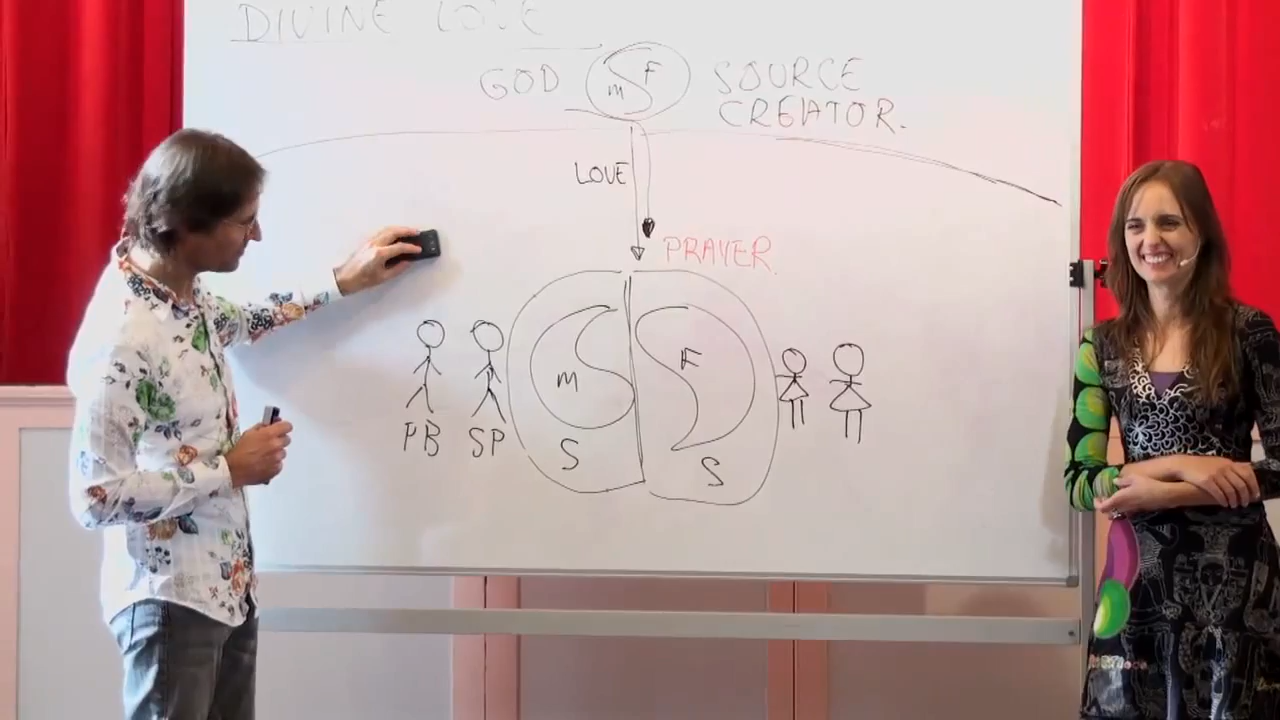 DIVINE LOVE
GOD
M F
SOURCE
CREATOR.
LOVE
PRAYER.
M
F
PB
SP
S
S